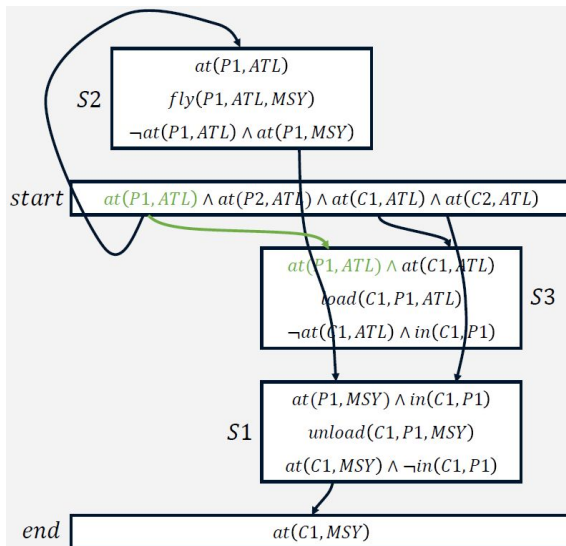 at(P1, ATL)
S2
fly(P1, ATL, MSY)
¬at(P1, ATL) ∧ at(P1, MSY)
start
at(P1, ATL) ∧ at(P2, ATL) ∧ at(C1, ATL) ∧ at(C2, ATL)
at(P1, ATL) ∧ at(C1, ATL)
load(C1, P1, ATL)
S3
¬at(C1, ATL) ∧ in(C1, P1)
at(P1, MSY) ∧ in(C1, P1)
S1
unload(C1, P1, MSY)
at(C1, MSY) ∧ ¬in(C1, P1)
end
at(C1, MSY)